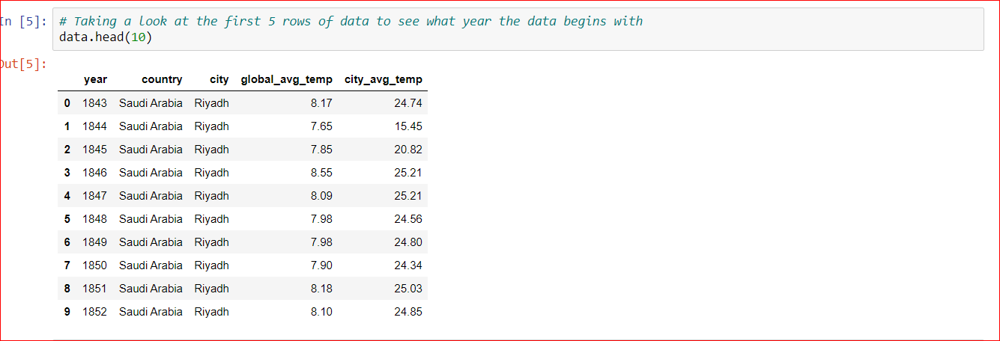 In [5]: # Taking a look at the first 5 rows of data to see what year the data begins with
data.head(10)
Out[5]:
year country city global_avg_temp city_avg_temp
0 1843 Saudi Arabia Riyadh 8.17 24.74
1 1844 Saudi Arabia Riyadh 7.65 15.45
2 1845 Saudi Arabia Riyadh 7.85 20.82
3 1846 Saudi Arabia Riyadh 8.55 25.21
4 1847 Saudi Arabia Riyadh 8.09 25.21
5 1848 Saudi Arabia Riyadh 7.98 24.56
6 1849 Saudi Arabia Riyadh 7.98 24.80
7 1850 Saudi Arabia Riyadh 7.90 24.34
8 1851 Saudi Arabia Riyadh 8.18 25.03
9 1852 Saudi Arabia Riyadh 8.10 24.85